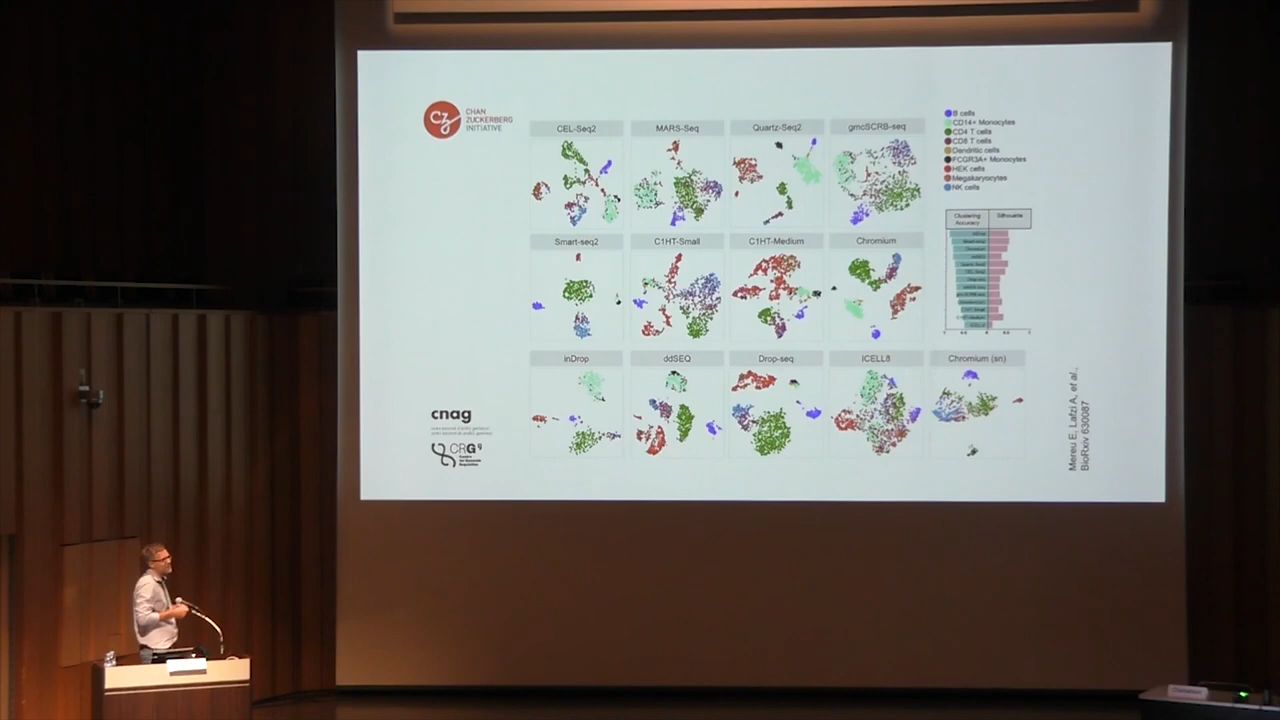 CHAN
ZUCKERBERG
INITIATIVE
CEL-Seq2
MARS-Seq
Quartz-Seq2
gmcSCRB-seq
B cells
CD14+ Monocytes
CD4 T cells
CD8 T cells
Dendritic cells
FCGR3A+ Monocytes
HEK cells
Megakaryocytes
NK cells
Clustering
Accuracy
Silhouette
Smart-seq2
C1HT-Small
C1HT-Medium
Chromium
inDrop
ddSEQ
Drop-seq
ICELL8
Chromium (sn)
cnag
CRG
Mereu E, Lafzi A, et al.,
BioRxiv 630087